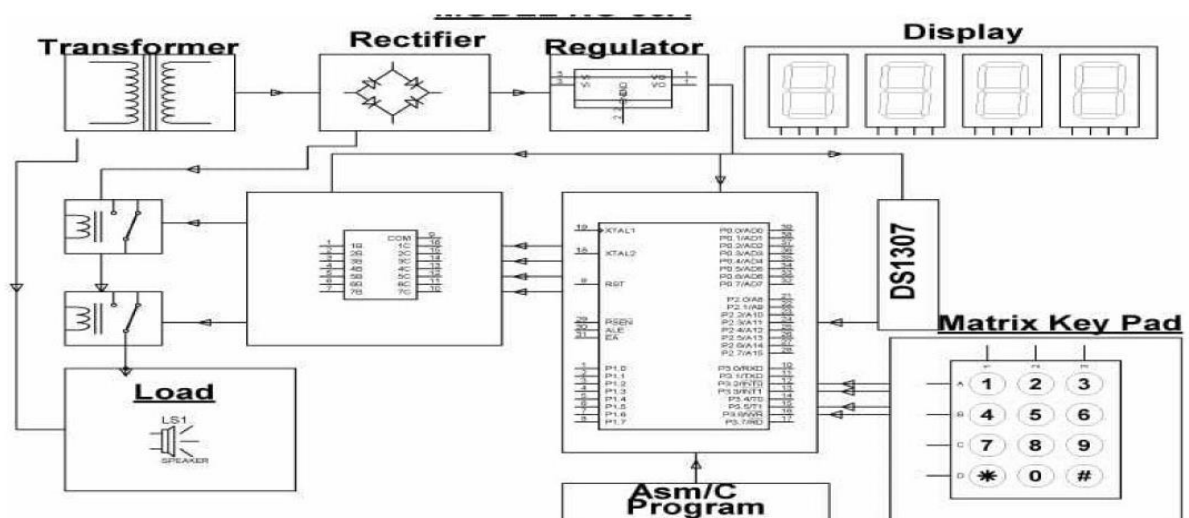 Transformer
Rectifier
Regulator
Display
COM
1B
2B
3B
4B
5B
6B
7B
1C
2C
3C
4C
5C
6C
7C
XTAL1
XTAL2
RST
PSEN
ALE
EA
P1.0
P1.1
P1.2
P1.3
P1.4
P1.5
P1.6
P1.7
P0.0/AD0
P0.1/AD1
P0.2/AD2
P0.3/AD3
P0.4/AD4
P0.5/AD5
P0.6/AD6
P0.7/AD7
P2.0/A8
P2.1/A9
P2.2/A10
P2.3/A11
P2.4/A12
P2.5/A13
P2.6/A14
P2.7/A15
P3.0/RXD
P3.1/TXD
P3.2/INT0
P3.3/INT1
P3.4/T0
P3.5/T1
P3.6/WR
P3.7/RD
DS1307
Matrix Key Pad
A 1 2 3
B 4 5 6
C 7 8 9
D * 0 #
Load
LS1
SPEAKER
Asm/C
Program